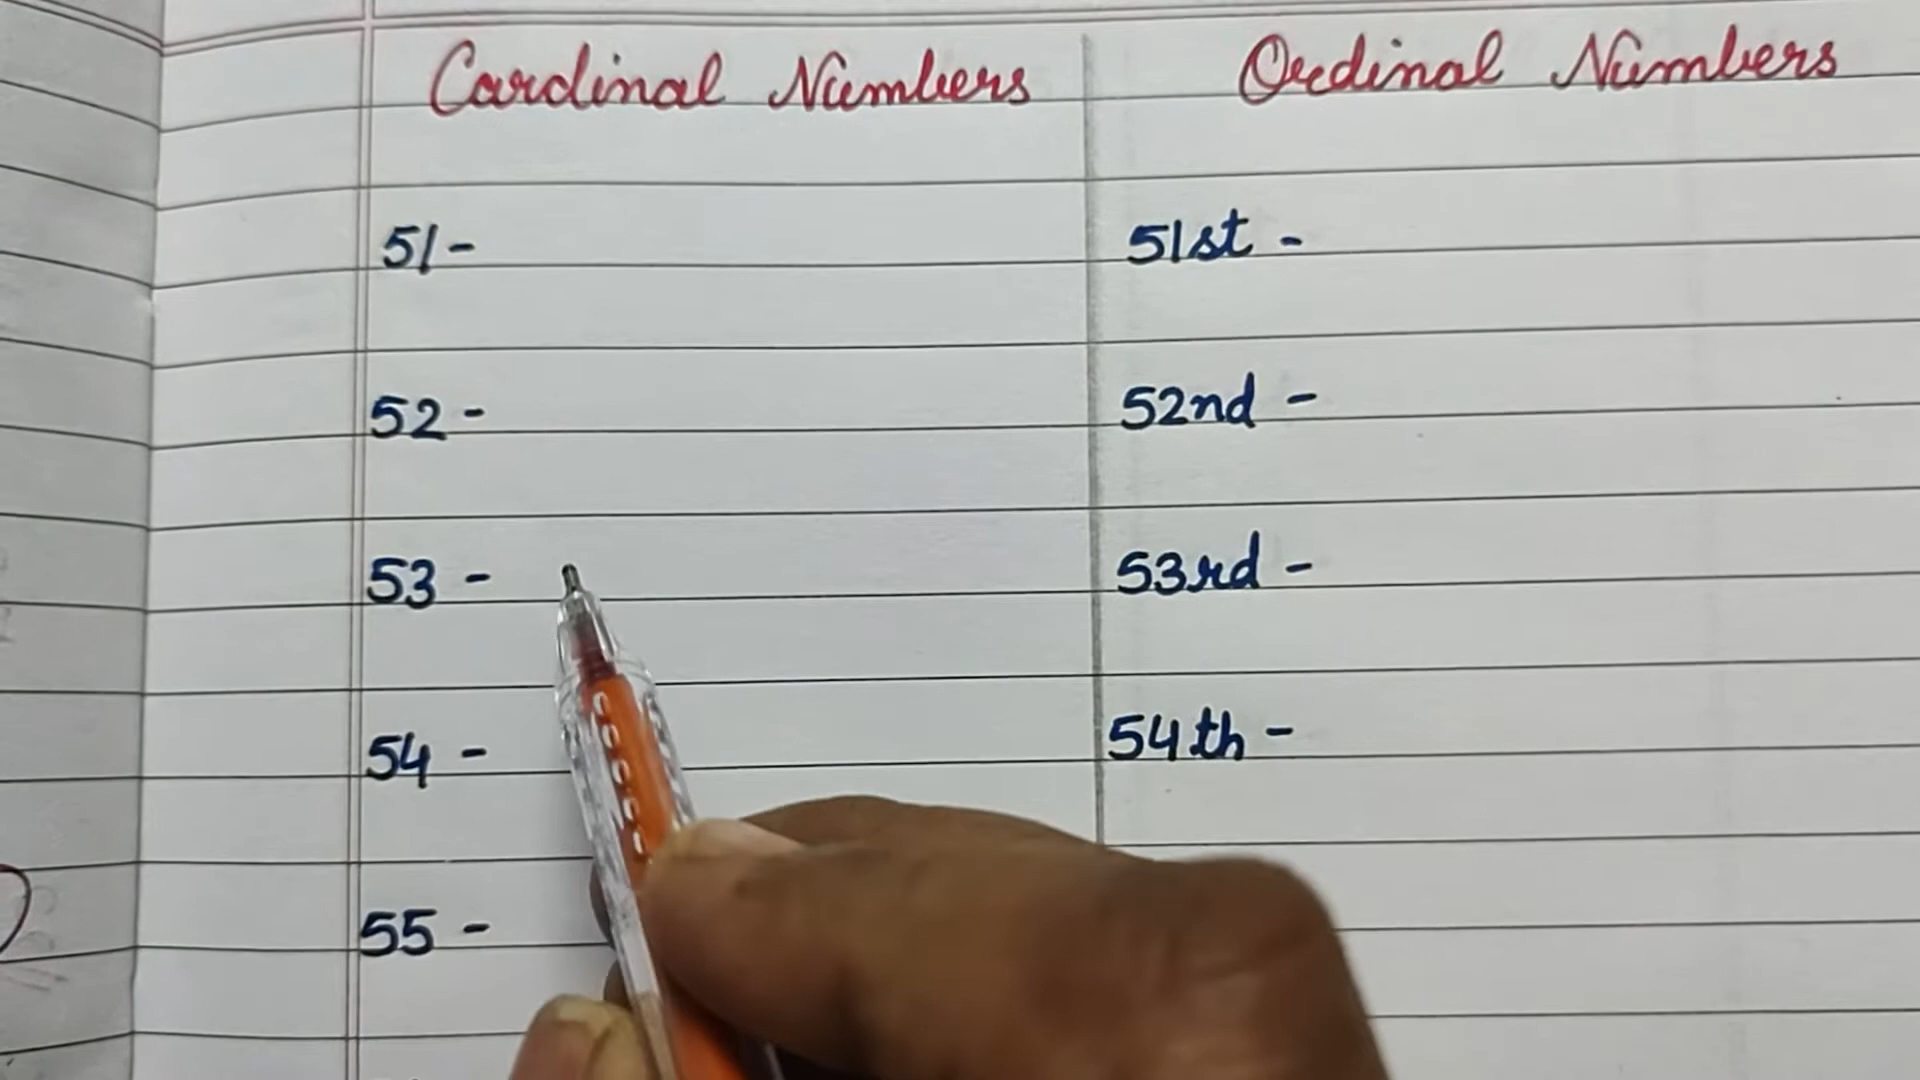 Cardinal Numbers Ordinal Numbers
51 - 51st -
52 - 52nd -
53 - 53rd -
54 - 54th -
55 -